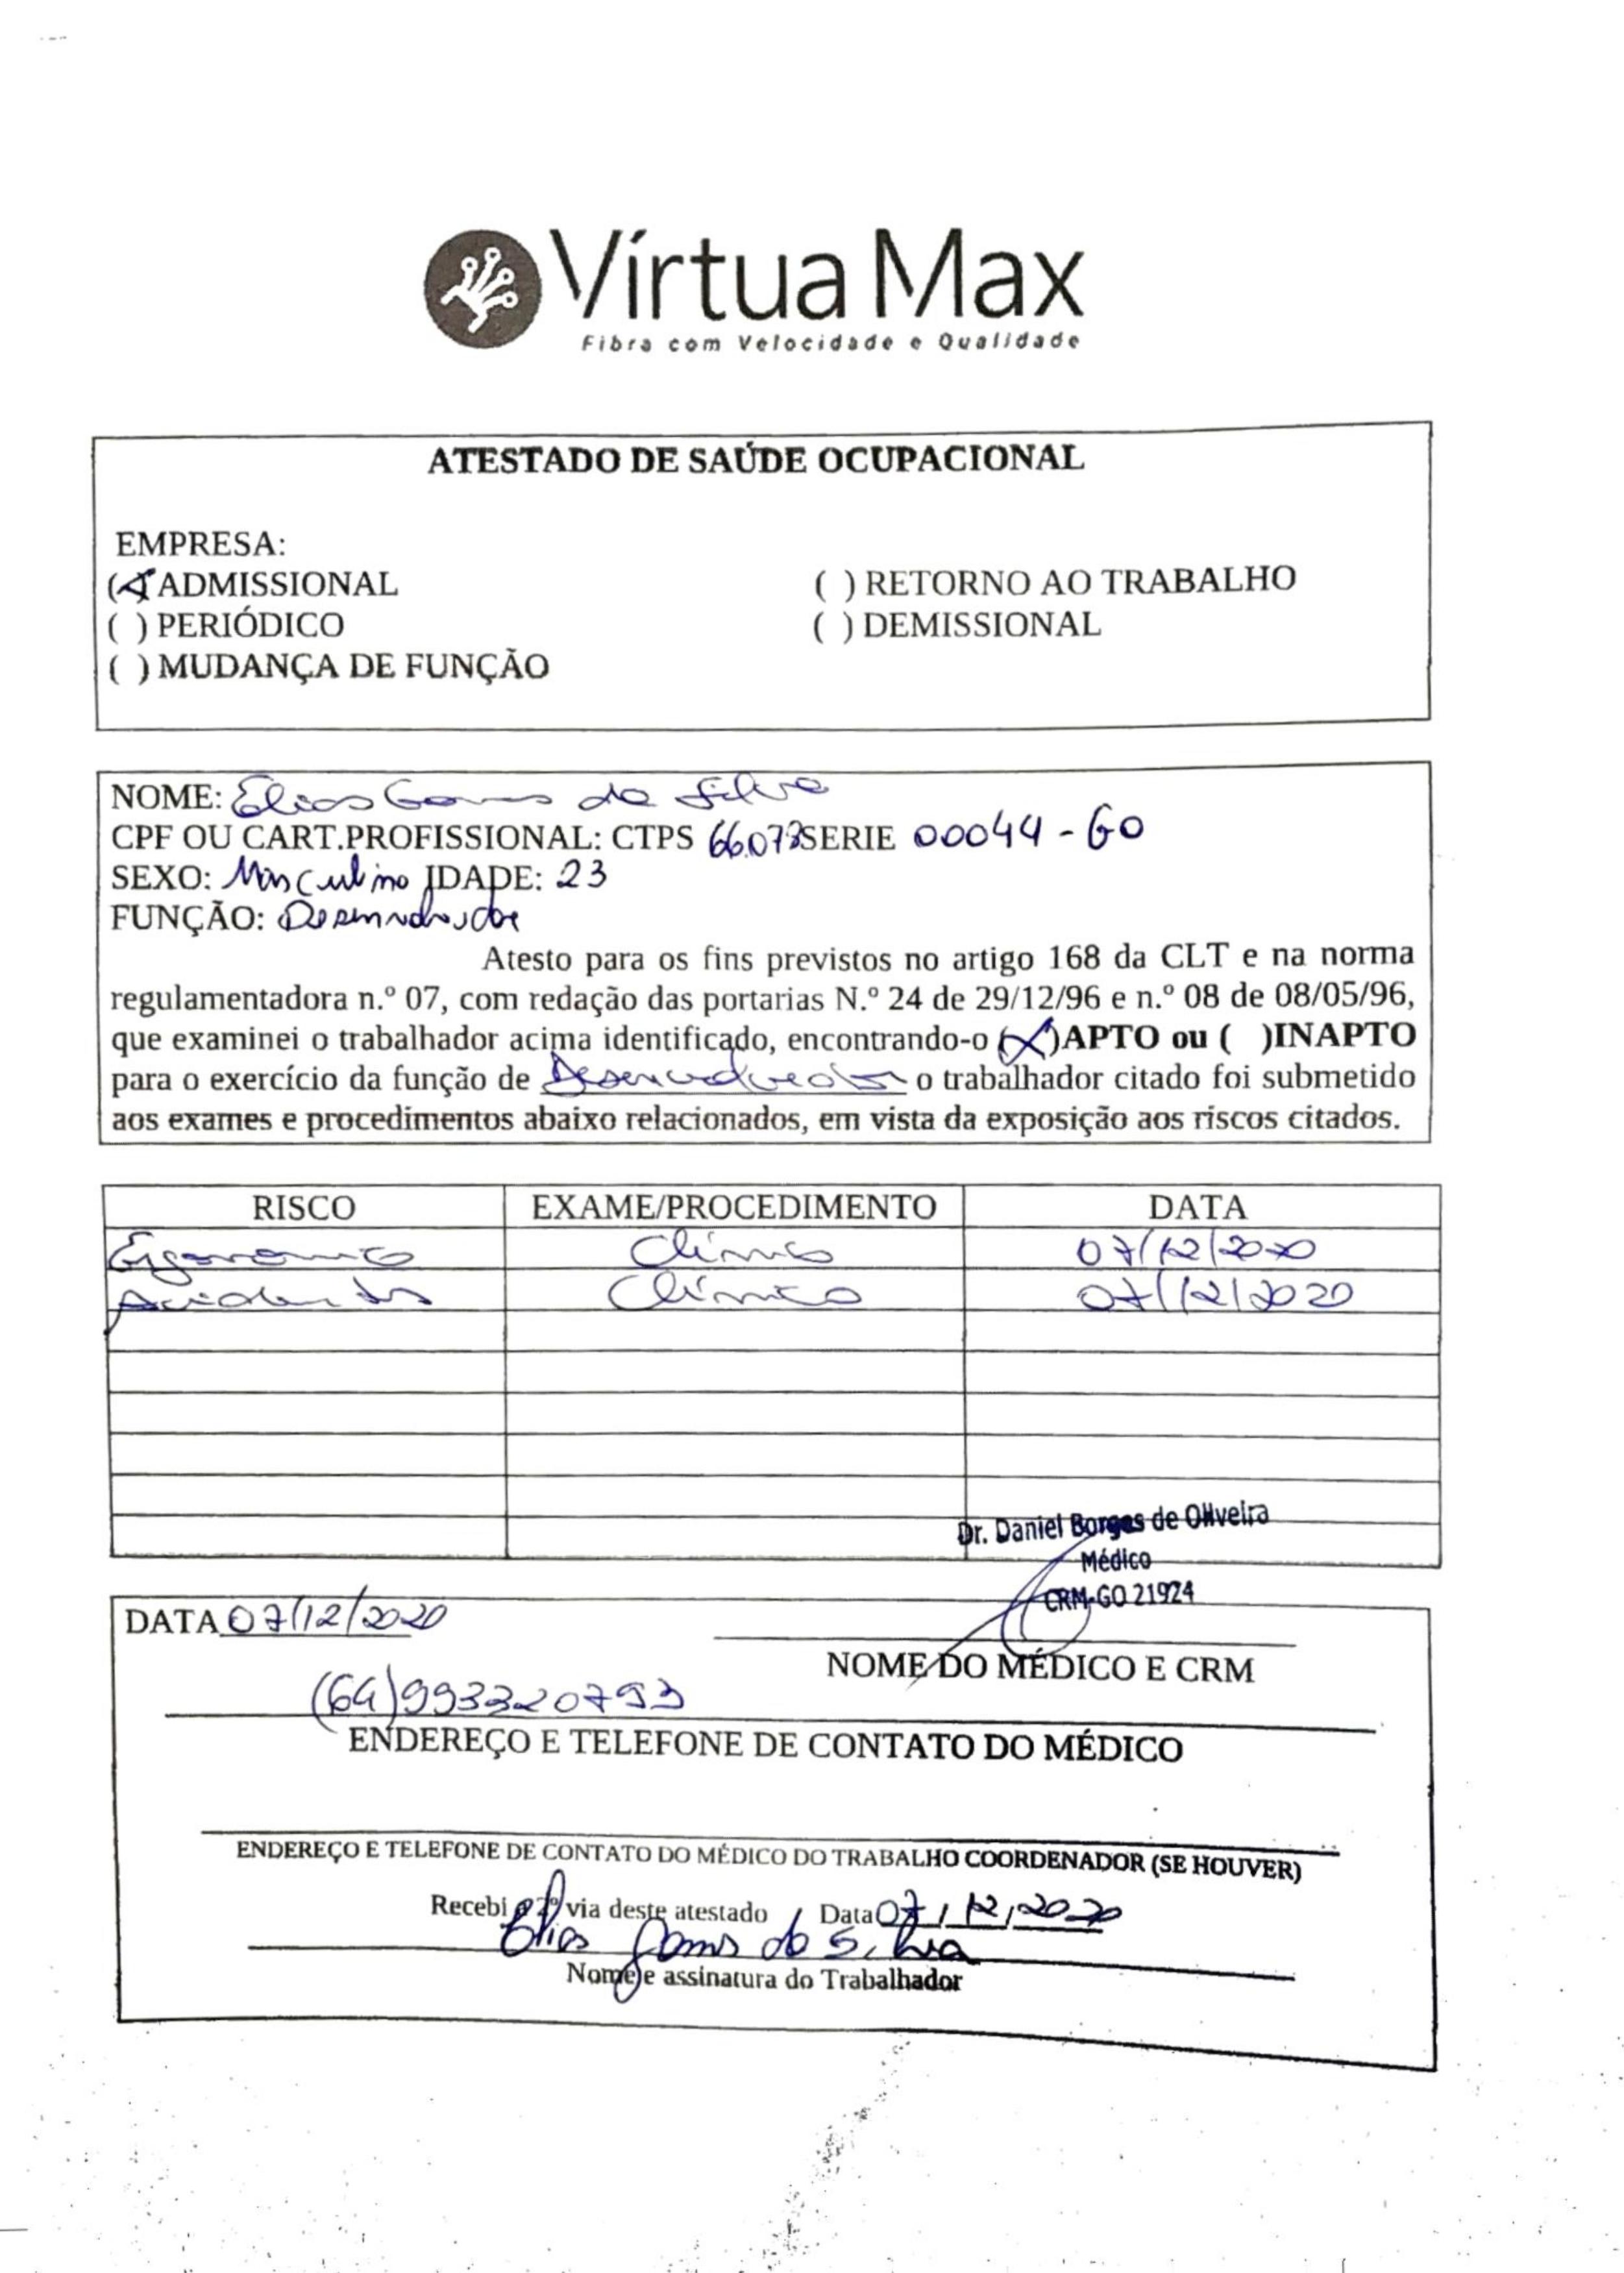 Vírtua Max
Fibra com Velocidade e Qualidade
ATESTADO DE SAÚDE OCUPACIONAL
EMPRESA:
(X) ADMISSIONAL ( ) RETORNO AO TRABALHO
( ) PERIÓDICO ( ) DEMISSIONAL
( ) MUDANÇA DE FUNÇÃO
NOME: Elias Gomes da Silva
CPF OU CART.PROFISSIONAL: CTPS 66.073 SERIE 00044-GO
SEXO: Masculino IDADE: 23
FUNÇÃO: Desenvolvedor
Atesto para os fins previstos no artigo 168 da CLT e na norma
regulamentadora n.º 07, com redação das portarias N.º 24 de 29/12/96 e n.º 08 de 08/05/96,
que examinei o trabalhador acima identificado, encontrando-o (X)APTO ou ( )INAPTO
para o exercício da função de Desenvolvedor o trabalhador citado foi submetido
aos exames e procedimentos abaixo relacionados, em vista da exposição aos riscos citados.
RISCO EXAME/PROCEDIMENTO DATA
Ergonomico Clínico 07/12/2020
Acidentes Clínico 07/12/2020
Dr. Daniel Borges de Oliveira
Médico
CRM-GO 21924
DATA 07/12/2020
NOME DO MÉDICO E CRM
(64)993320793
ENDEREÇO E TELEFONE DE CONTATO DO MÉDICO
ENDEREÇO E TELEFONE DE CONTATO DO MÉDICO DO TRABALHO COORDENADOR (SE HOUVER)
Recebi a 2ª via deste atestado / Data 07/12/2020
Elias Gomes da Silva
Nome e assinatura do Trabalhador